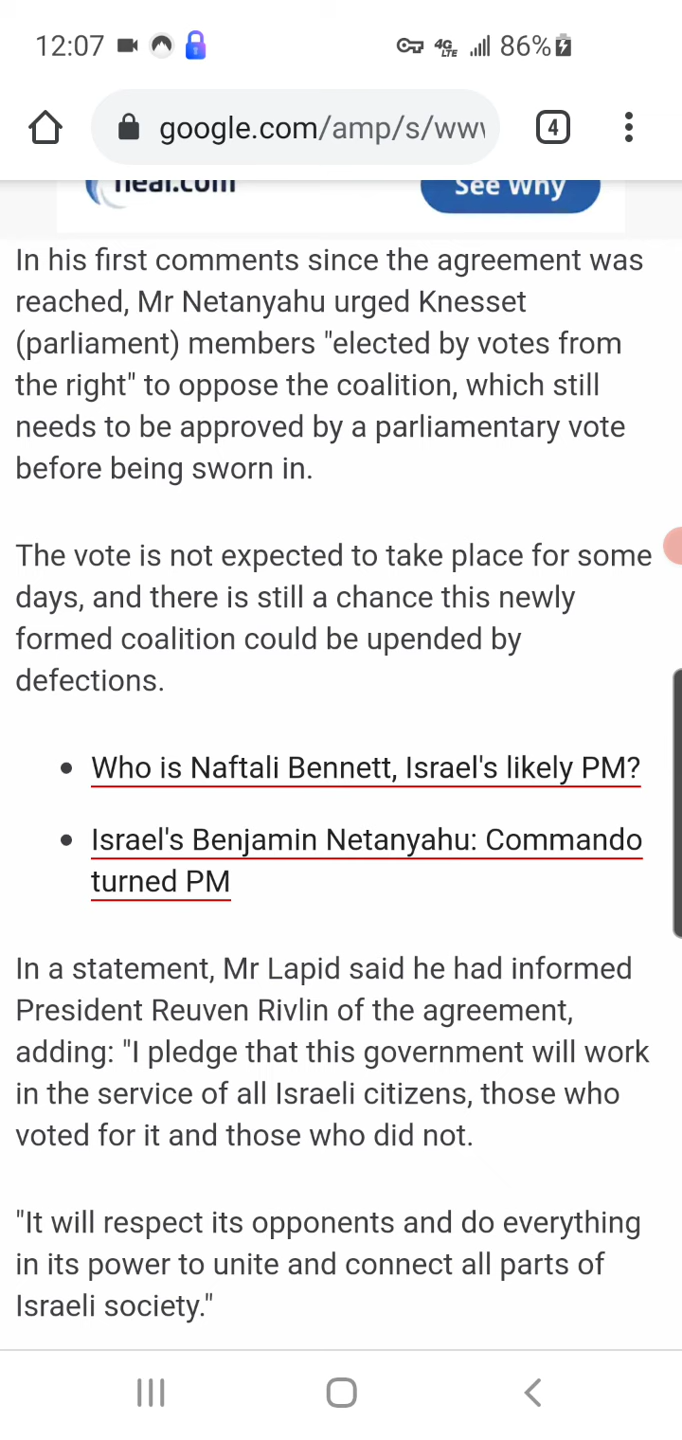 12:07 4G LTE 86%
google.com/amp/s/www
4
neal.com
See Why
In his first comments since the agreement was
reached, Mr Netanyahu urged Knesset
(parliament) members "elected by votes from
the right" to oppose the coalition, which still
needs to be approved by a parliamentary vote
before being sworn in.
The vote is not expected to take place for some
days, and there is still a chance this newly
formed coalition could be upended by
defections.
• Who is Naftali Bennett, Israel's likely PM?
• Israel's Benjamin Netanyahu: Commando
turned PM
In a statement, Mr Lapid said he had informed
President Reuven Rivlin of the agreement,
adding: "I pledge that this government will work
in the service of all Israeli citizens, those who
voted for it and those who did not.
"It will respect its opponents and do everything
in its power to unite and connect all parts of
Israeli society."